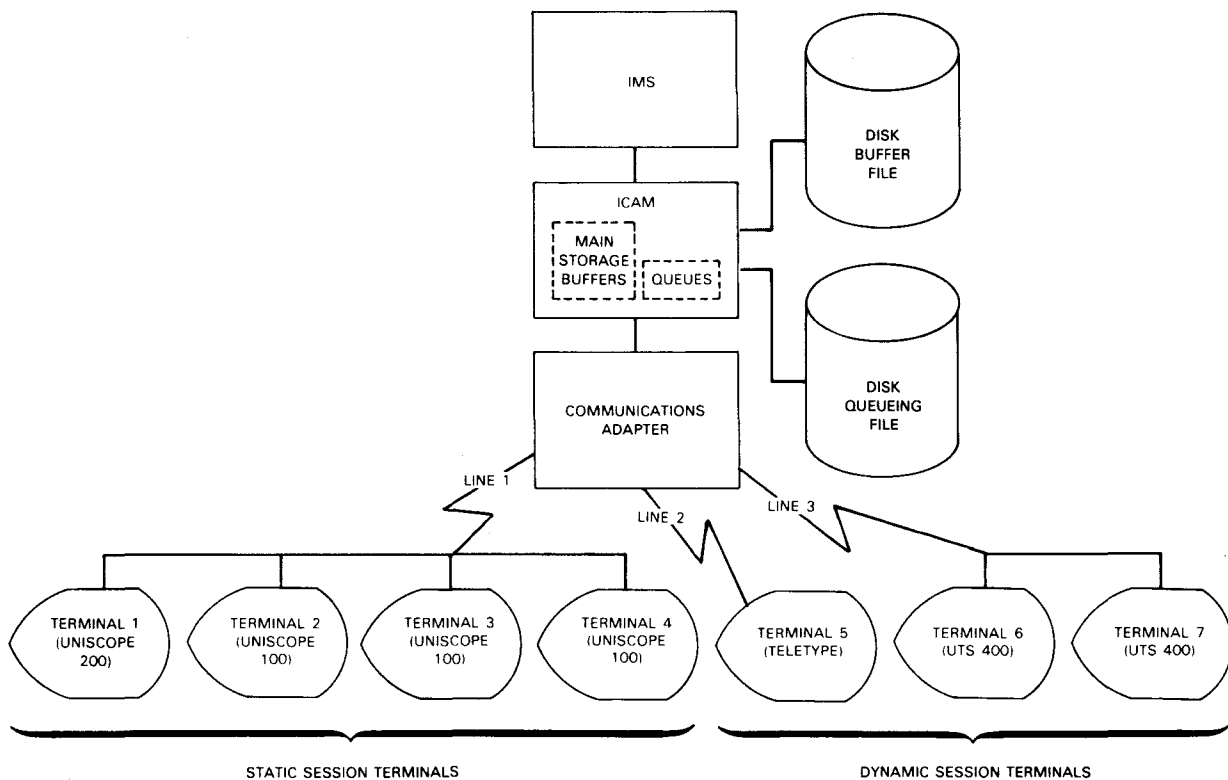 IMS
DISK
BUFFER
FILE
ICAM
MAIN
STORAGE
BUFFERS
QUEUES
DISK
QUEUEING
FILE
COMMUNICATIONS
ADAPTER
LINE 1
LINE 2
LINE 3
TERMINAL 1
(UNISCOPE
200)
TERMINAL 2
(UNISCOPE
100)
TERMINAL 3
(UNISCOPE
100)
TERMINAL 4
(UNISCOPE
100)
TERMINAL 5
(TELETYPE)
TERMINAL 6
(UTS 400)
TERMINAL 7
(UTS 400)
STATIC SESSION TERMINALS
DYNAMIC SESSION TERMINALS